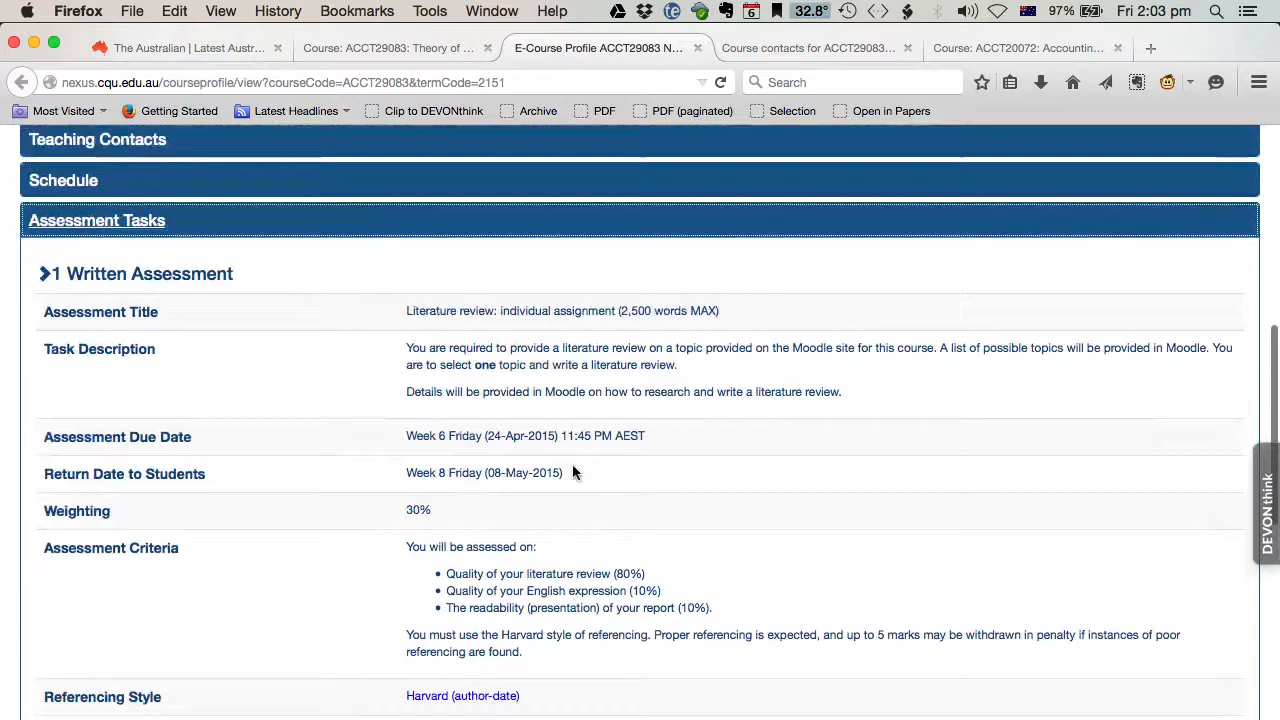 Firefox File Edit View History Bookmarks Tools Window Help 6 32.8° 97% Fri 2:03 pm
The Australian | Latest Austr... Course: ACCT29083: Theory of ... E-Course Profile ACCT29083 N... Course contacts for ACCT29083... Course: ACCT20072: Accountin...
nexus.cqu.edu.au/courseprofile/view?courseCode=ACCT29083&termCode=2151 Search
Most Visited Getting Started Latest Headlines Clip to DEVONthink Archive PDF PDF (paginated) Selection Open in Papers
Teaching Contacts
Schedule
Assessment Tasks
1 Written Assessment
Assessment Title Literature review: individual assignment (2,500 words MAX)
Task Description You are required to provide a literature review on a topic provided on the Moodle site for this course. A list of possible topics will be provided in Moodle. You
are to select one topic and write a literature review.
Details will be provided in Moodle on how to research and write a literature review.
Assessment Due Date Week 6 Friday (24-Apr-2015) 11:45 PM AEST
Return Date to Students Week 8 Friday (08-May-2015)
Weighting 30%
Assessment Criteria You will be assessed on:
• Quality of your literature review (80%)
• Quality of your English expression (10%)
• The readability (presentation) of your report (10%).
You must use the Harvard style of referencing. Proper referencing is expected, and up to 5 marks may be withdrawn in penalty if instances of poor
referencing are found.
Referencing Style Harvard (author-date)
DEVONthink